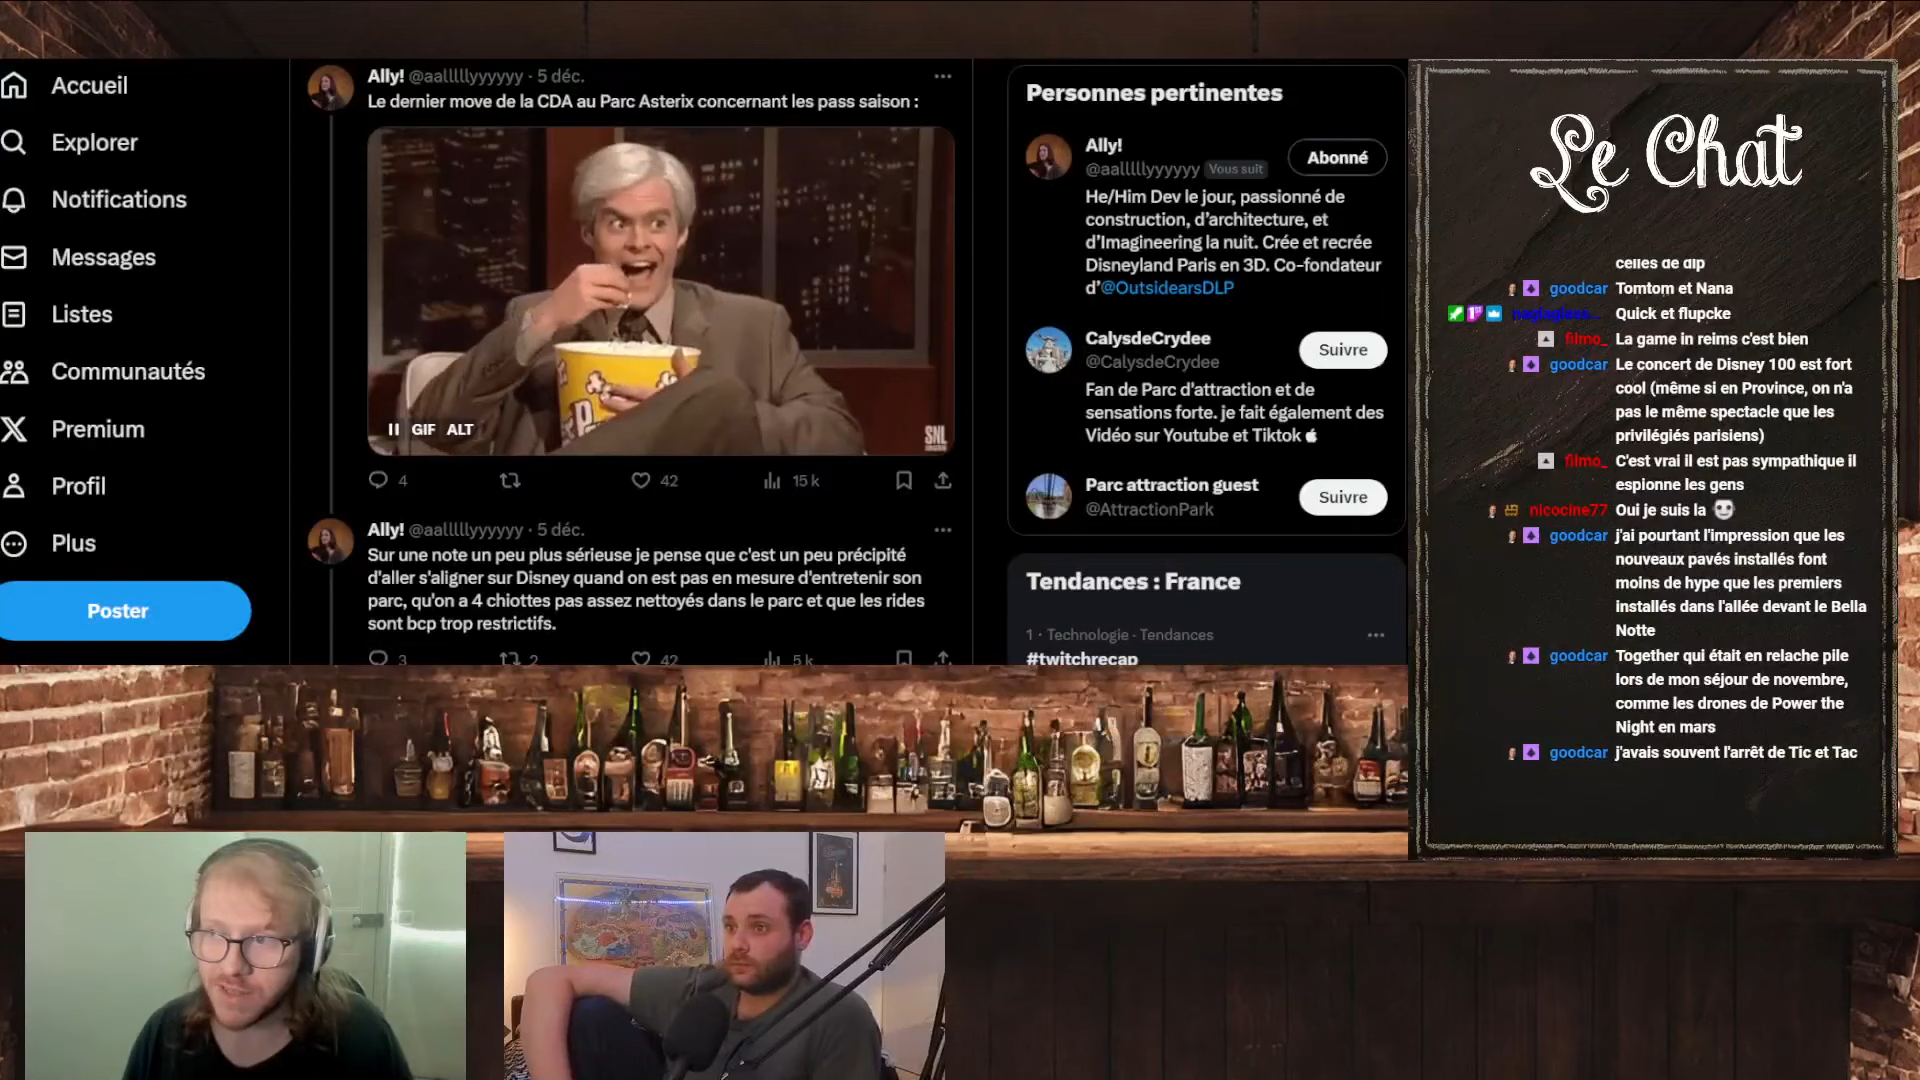 Accueil
Explorer
Notifications
Messages
Listes
Communautés
Premium
Profil
Plus
Poster
Ally! @aalllllyyyyyy · 5 déc.
Le dernier move de la CDA au Parc Asterix concernant les pass saison :
GIF ALT
SNL
4
42
15 k
Ally! @aalllllyyyyyy · 5 déc.
Sur une note un peu plus sérieuse je pense que c'est un peu précipité
d'aller s'aligner sur Disney quand on est pas en mesure d'entretenir son
parc, qu'on a 4 chiottes pas assez nettoyés dans le parc et que les rides
sont bcp trop restrictifs.
3
2
42
5 k
Personnes pertinentes
Ally!
@aalllllyyyyyy Vous suit
Abonné
He/Him Dev le jour, passionné de
construction, d'architecture, et
d'Imagineering la nuit. Crée et recrée
Disneyland Paris en 3D. Co-fondateur
d'@OutsidearsDLP
CalysdeCrydee
@CalysdeCrydee
Suivre
Fan de Parc d'attraction et de
sensations forte. je fait également des
Vidéo sur Youtube et Tiktok
Parc attraction guest
@AttractionPark
Suivre
Tendances : France
1 · Technologie · Tendances
#twitchrecap
Le Chat
celles de dlp
goodcar Tomtom et Nana
Quick et flupcke
filmo_ La game in reims c'est bien
goodcar Le concert de Disney 100 est fort
cool (même si en Province, on n'a
pas le même spectacle que les
privilégiés parisiens)
filmo_ C'est vrai il est pas sympathique il
espionne les gens
nicocine77 Oui je suis la
goodcar j'ai pourtant l'impression que les
nouveaux pavés installés font
moins de hype que les premiers
installés dans l'allée devant le Bella
Notte
goodcar Together qui était en relache pile
lors de mon séjour de novembre,
comme les drones de Power the
Night en mars
goodcar j'avais souvent l'arrêt de Tic et Tac